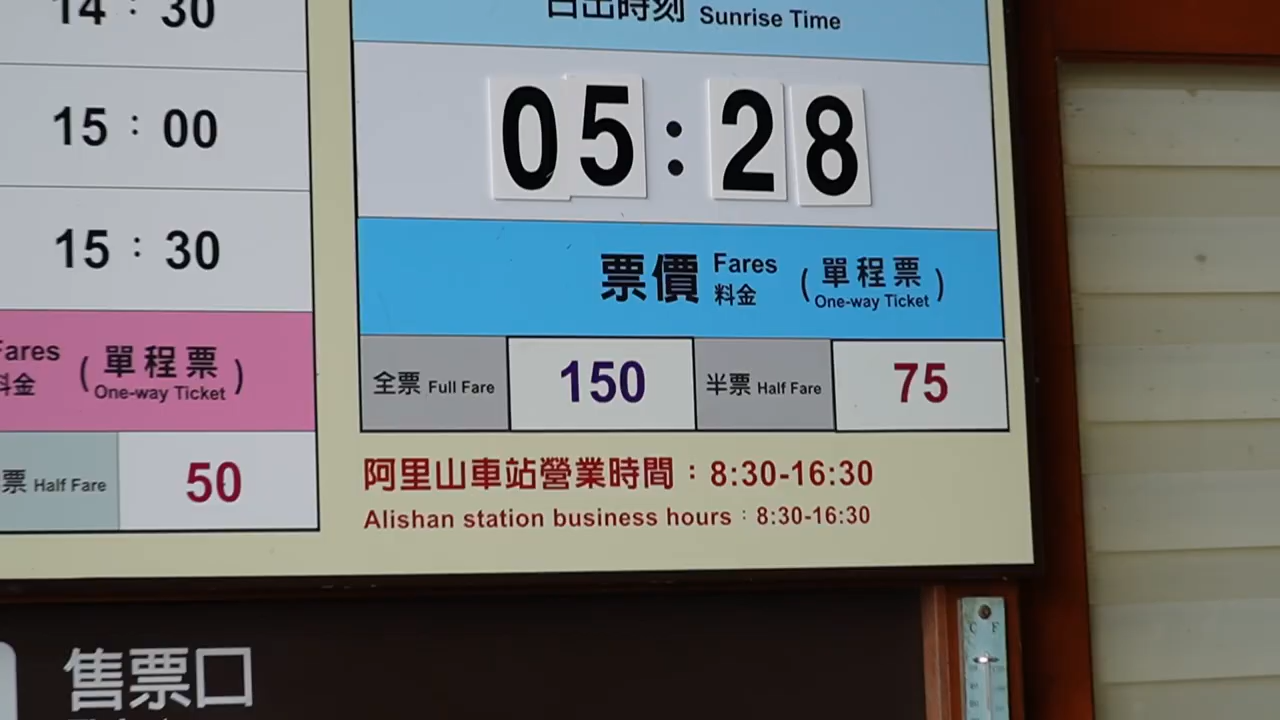 14 : 30
15 : 00
15 : 30
Fares
料金
(單程票)
One-way Ticket
票 Half Fare
50
日出時刻 Sunrise Time
05:28
票價 Fares
料金
(單程票)
One-way Ticket
全票 Full Fare 150 半票 Half Fare 75
阿里山車站營業時間：8:30-16:30
Alishan station business hours：8:30-16:30
售票口
C F